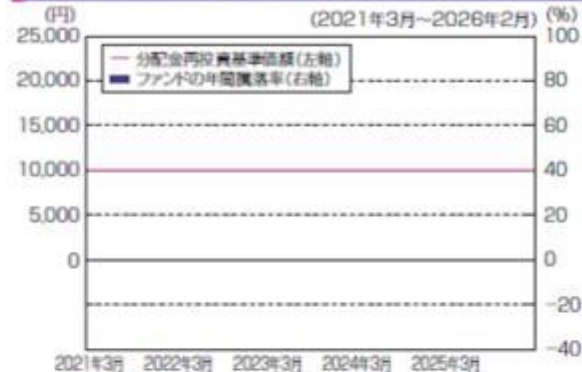 (円)
(2021年3月~2026年2月) (%)
25,000 100
分配金再投資基準価額(左軸)
20,000 ファンドの年間騰落率(右軸) 80
15,000 60
10,000 40
5,000 20
0 0
-20
-40
2021年3月 2022年3月 2023年3月 2024年3月 2025年3月